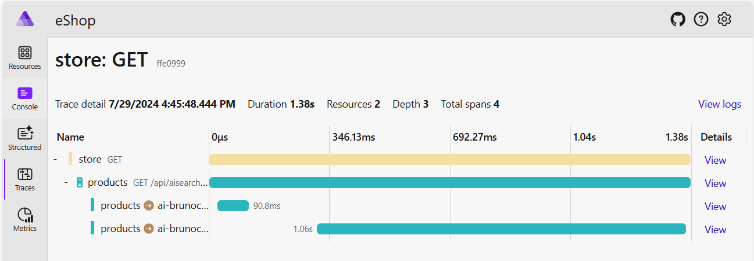 eShop
Resources
Console
Structured
Traces
Metrics
store: GET ffe0999
Trace detail 7/29/2024 4:45:48.444 PM Duration 1.38s Resources 2 Depth 3 Total spans 4 View logs
Name 0μs 346.13ms 692.27ms 1.04s 1.38s Details
- store GET View
- products GET /api/aisearch... View
products → ai-brunoc... 90.8ms View
products → ai-brunoc... 1.06s View